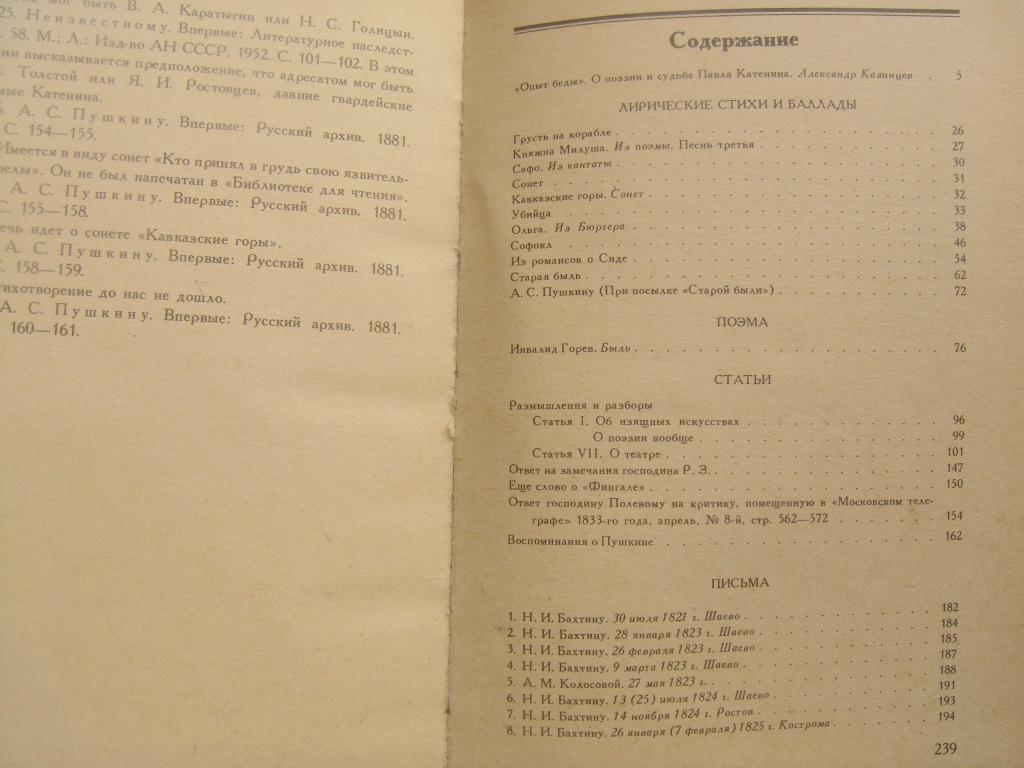 мог быть В. А. Каратыгин или Н. С. Голицын.
25. Неизвестному. Впервые: Литературное наследст-
58. М.; Л.: Изд-во АН СССР, 1952. С. 101—102. В этом
нии высказывается предположение, что адресатом мог быть
Толстой или Я. И. Ростовцев, давние гвардейские
мые Катенина.
А. С. Пушкину. Впервые: Русский архив. 1881.
С. 154—155.
Имеется в виду сонет «Кто принял в грудь свою язвитель-
релы». Он не был напечатан в «Библиотеке для чтения».
А. С. Пушкину. Впервые: Русский архив. 1881.
С. 155—158.
ечь идет о сонете «Кавказские горы».
А. С. Пушкину. Впервые: Русский архив. 1881.
С. 158—159.
тихотворение до нас не дошло.
А. С. Пушкину. Впервые: Русский архив. 1881.
160—161.
Содержание
«Опыт беды». О поэзии и судьбе Павла Катенина. Александр Казинцев . 5
ЛИРИЧЕСКИЕ СТИХИ И БАЛЛАДЫ
Грусть на корабле 26
Княжна Милуша. Из поэмы. Песнь третья 27
Сафо. Из кантаты 30
Сонет 31
Кавказские горы. Сонет 32
Убийца 33
Ольга. Из Бюргера 38
Софокл 46
Из романсов о Сиде 54
Старая быль 62
А. С. Пушкину (При посылке «Старой были») 72
ПОЭМА
Инвалид Горев. Быль 76
СТАТЬИ
Размышления и разборы
Статья I. Об изящных искусствах 96
О поэзии вообще 99
Статья VII. О театре 101
Ответ на замечания господина Р. З. 147
Еще слово о «Фингале» 150
Ответ господину Полевому на критику, помещенную в «Московском теле-
графе» 1833-го года, апрель, № 8-й, стр. 562—572 154
Воспоминания о Пушкине 162
ПИСЬМА
1. Н. И. Бахтину. 30 июля 1821 г. Шаево 182
2. Н. И. Бахтину. 28 января 1823 г. Шаево 184
3. Н. И. Бахтину. 26 февраля 1823 г. Шаево 185
4. Н. И. Бахтину. 9 марта 1823 г. Шаево 187
5. А. М. Колосовой. 27 мая 1823 г. 188
6. Н. И. Бахтину. 13 (25) июля 1824 г. Шаево 191
7. Н. И. Бахтину. 14 ноября 1824 г. Ростов 193
8. Н. И. Бахтину. 26 января (7 февраля) 1825 г. Кострома 194
239